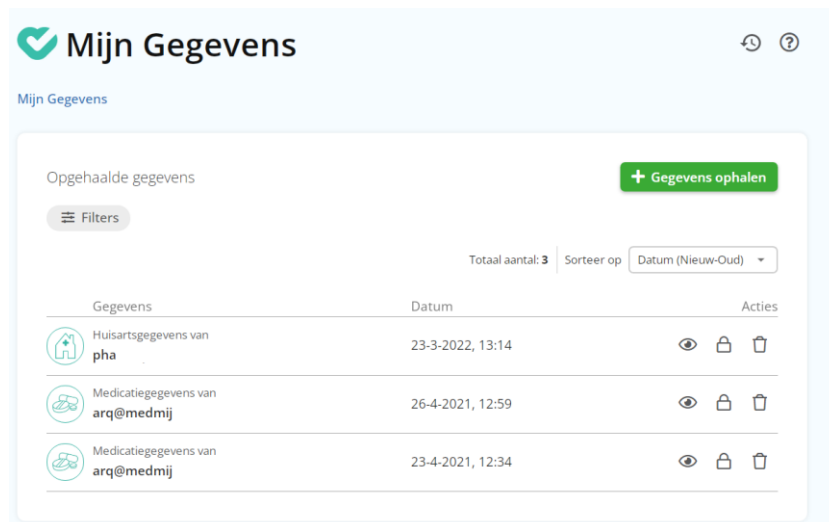 Mijn Gegevens
Mijn Gegevens
Opgehaalde gegevens
+ Gegevens ophalen
Filters
Totaal aantal: 3 Sorteer op Datum (Nieuw-Oud)
Gegevens Datum Acties
Huisartsgegevens van
pha
23-3-2022, 13:14
Medicatiegegevens van
arq@medmij
26-4-2021, 12:59
Medicatiegegevens van
arq@medmij
23-4-2021, 12:34